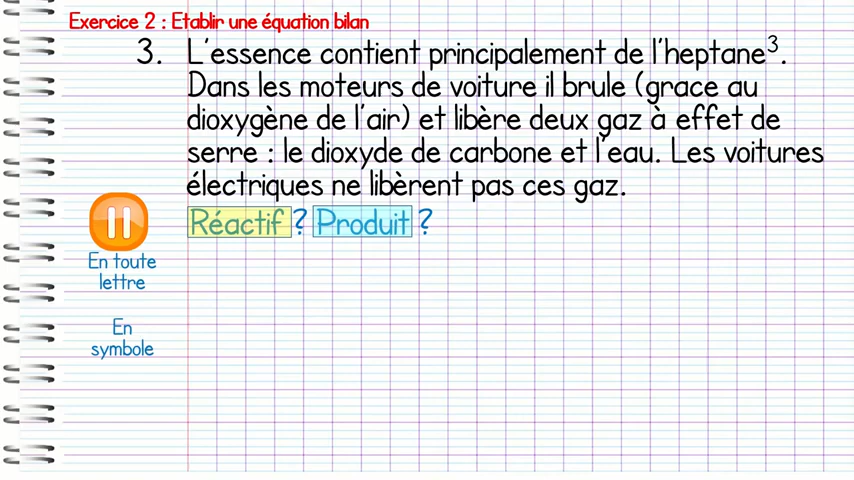 Exercice 2 : Etablir une équation bilan
3. L'essence contient principalement de l'heptane³.
Dans les moteurs de voiture il brule (grace au
dioxygène de l'air) et libère deux gaz à effet de
serre : le dioxyde de carbone et l'eau. Les voitures
électriques ne libèrent pas ces gaz.
Réactif ? Produit ?
En toute
lettre
En
symbole